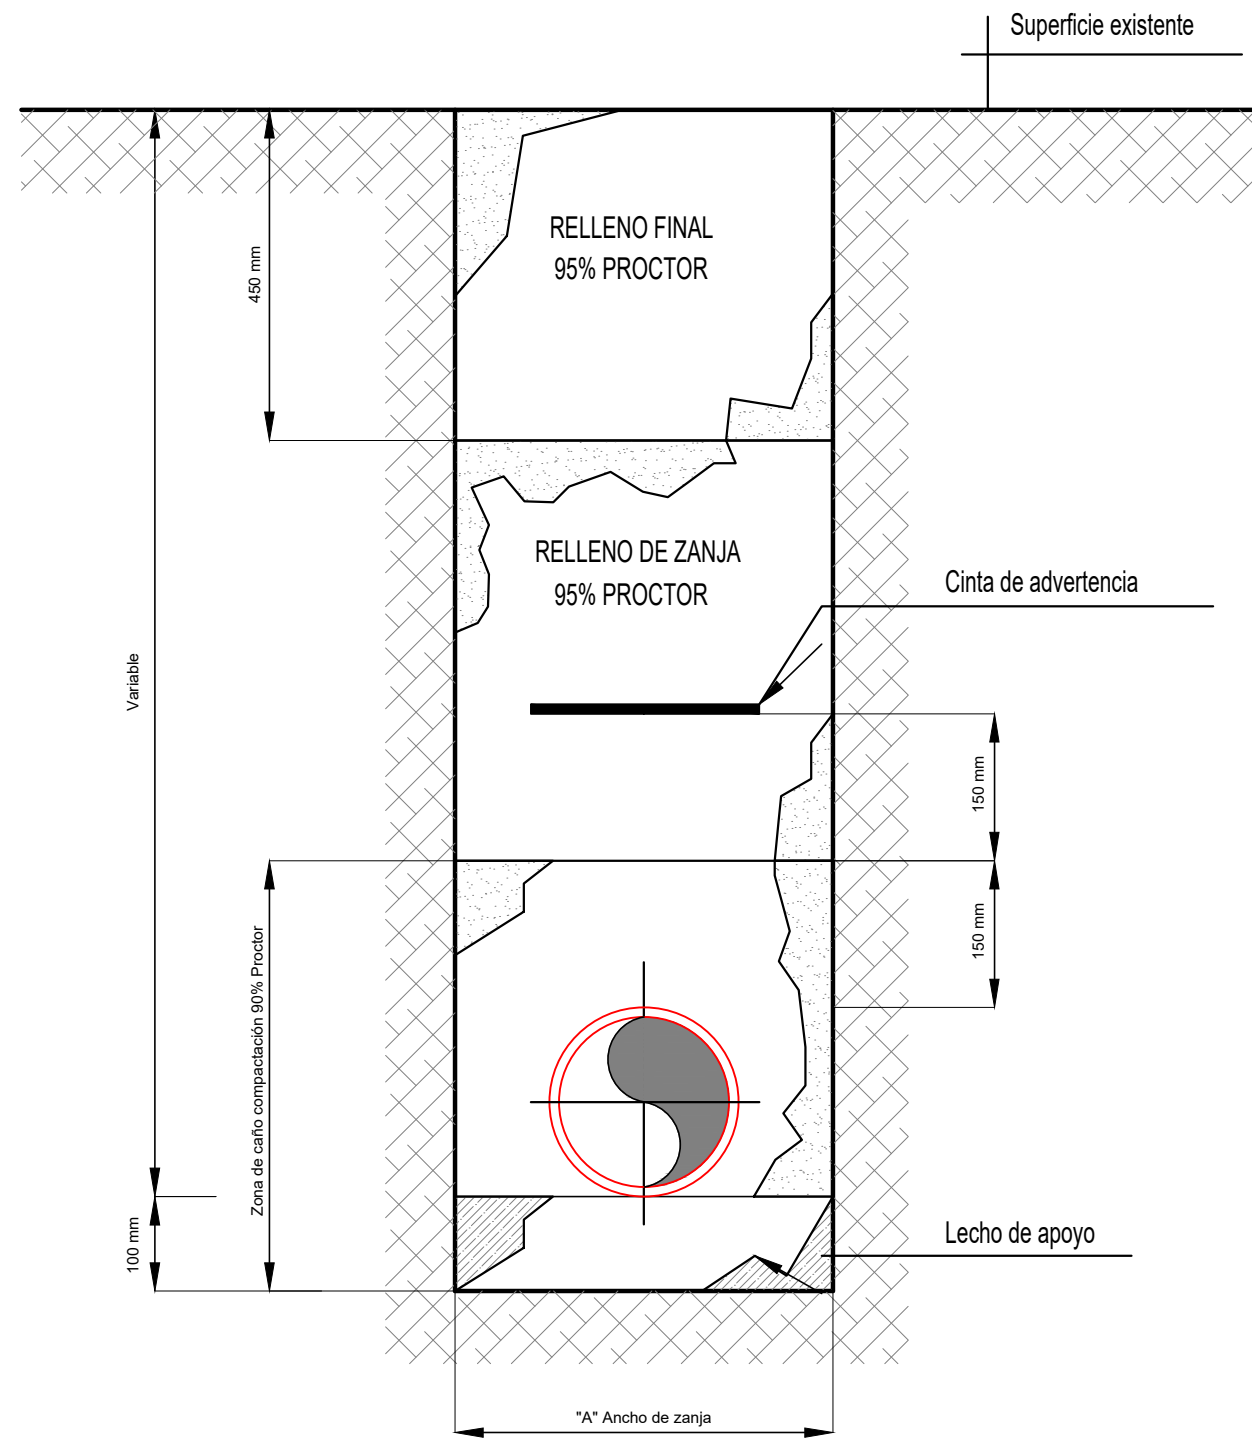 Superficie existente
RELLENO FINAL
95% PROCTOR
450 mm
RELLENO DE ZANJA
95% PROCTOR
Cinta de advertencia
Variable
150 mm
150 mm
Zona de caño compactación 90% Proctor
100 mm
Lecho de apoyo
"A" Ancho de zanja